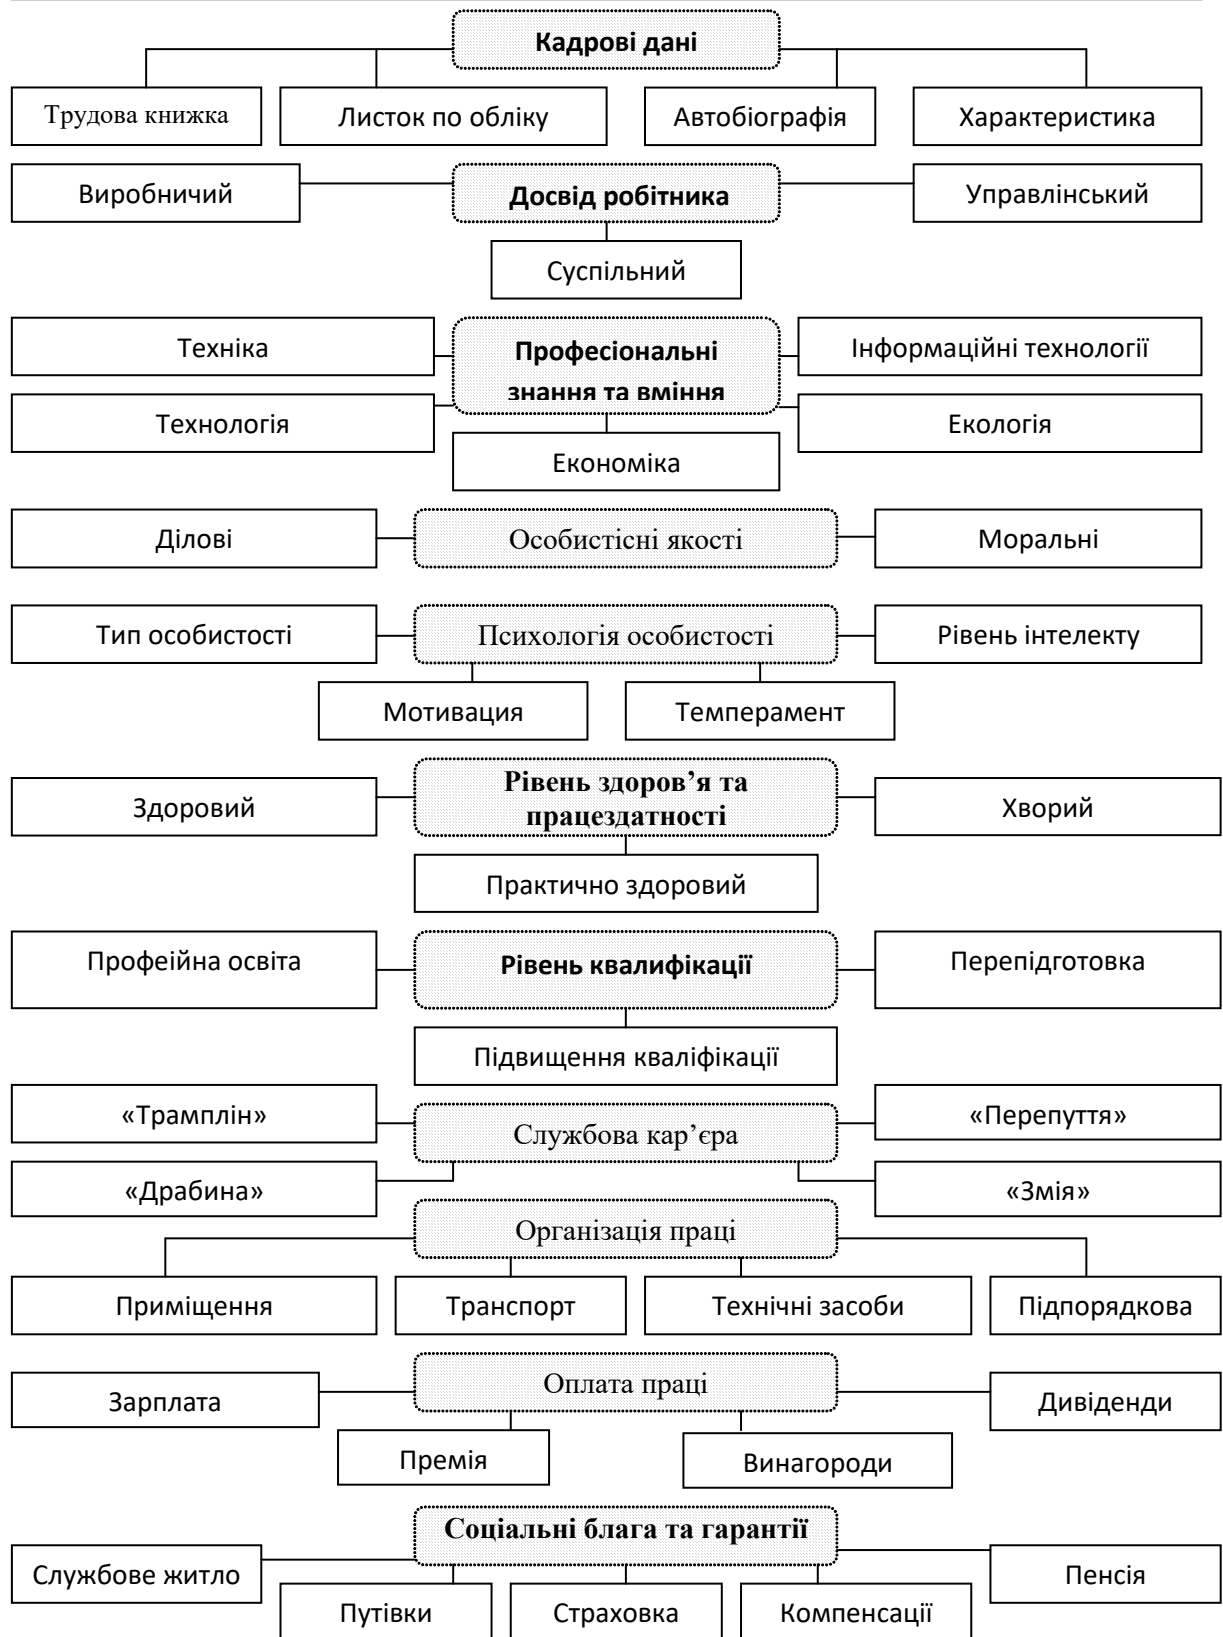 Кадрові дані
Трудова книжка
Листок по обліку
Автобіографія
Характеристика
Виробничий
Досвід робітника
Управлінський
Суспільний
Техніка
Професіональні
знання та вміння
Інформаційні технології
Технологія
Екологія
Економіка
Ділові
Особистісні якості
Моральні
Тип особистості
Психологія особистості
Рівень інтелекту
Мотивация
Темперамент
Здоровий
Рівень здоров’я та
працездатності
Хворий
Практично здоровий
Профеійна освіта
Рівень квалифікації
Перепідготовка
Підвищення кваліфікації
«Трамплін»
Службова кар’єра
«Перепуття»
«Драбина»
«Змія»
Організація праці
Приміщення
Транспорт
Технічні засоби
Підпорядкова
Зарплата
Оплата праці
Дивіденди
Премія
Винагороди
Соціальні блага та гарантії
Службове житло
Пенсія
Путівки
Страховка
Компенсації